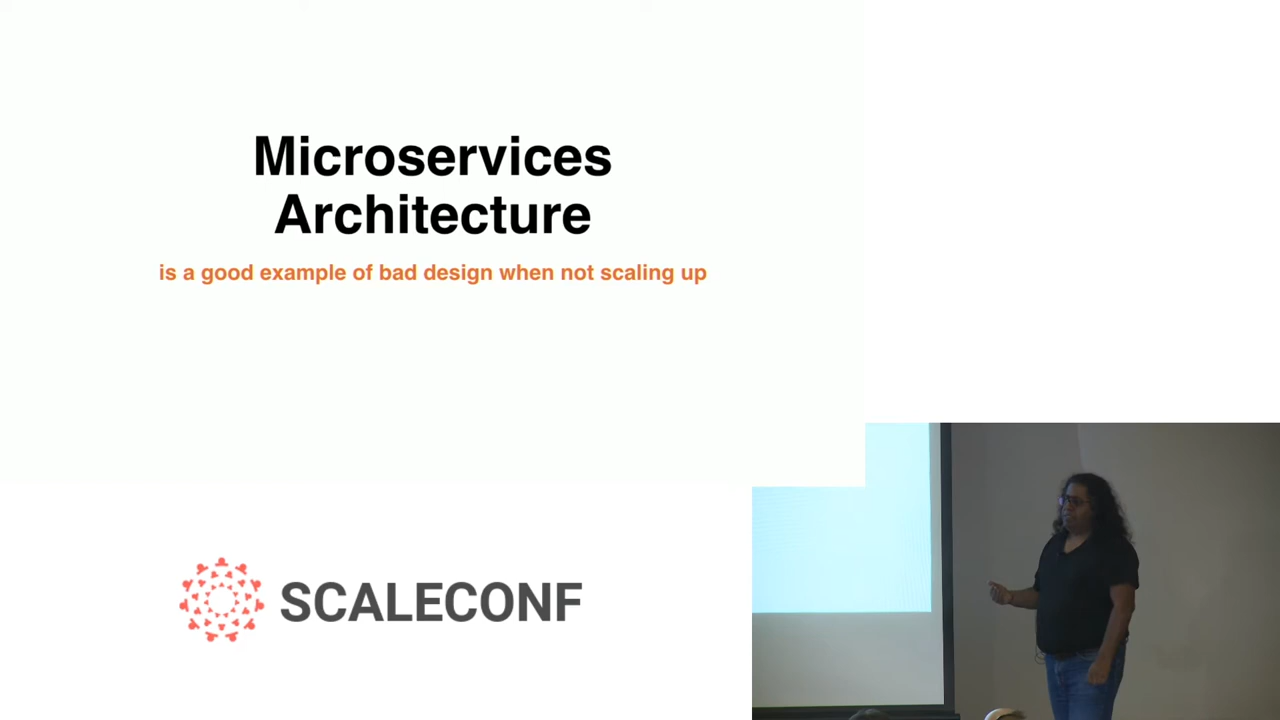 Microservices
Architecture
is a good example of bad design when not scaling up
SCALECONF